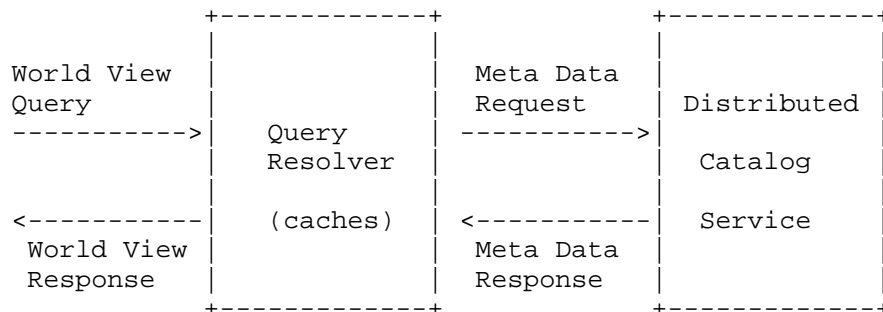 World View Meta Data
Query Request Distributed
Query
Resolver Catalog
(caches) Service
World View Meta Data
Response Response